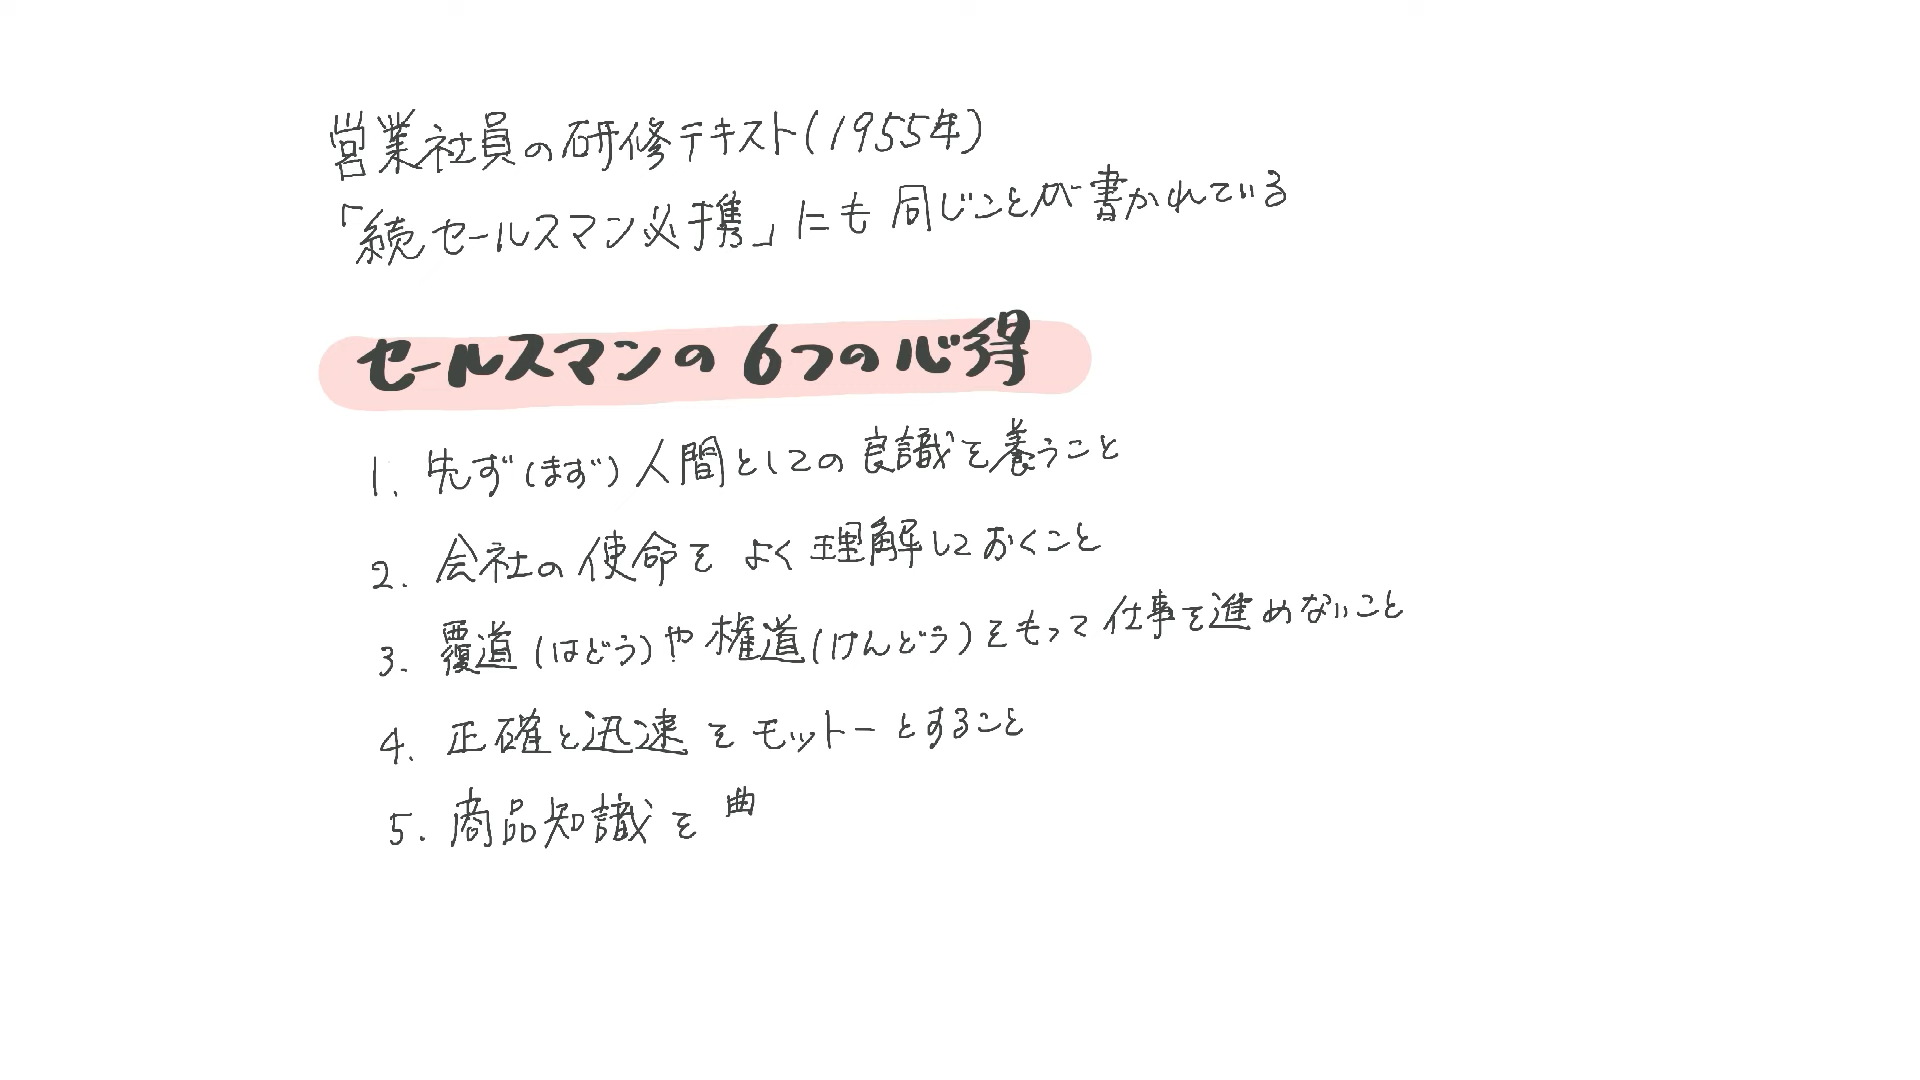 営業社員の研修テキスト(1955年)
「続セールスマン必携」にも同じことが書かれている
セールスマンの6つの心得
1. 先ず(まず)人間としての良識を養うこと
2. 会社の使命をよく理解しておくこと
3. 覆道(はどう)や権道(けんどう)をもって仕事を進めないこと
4. 正確と迅速をモットーとすること
5. 商品知識を曲